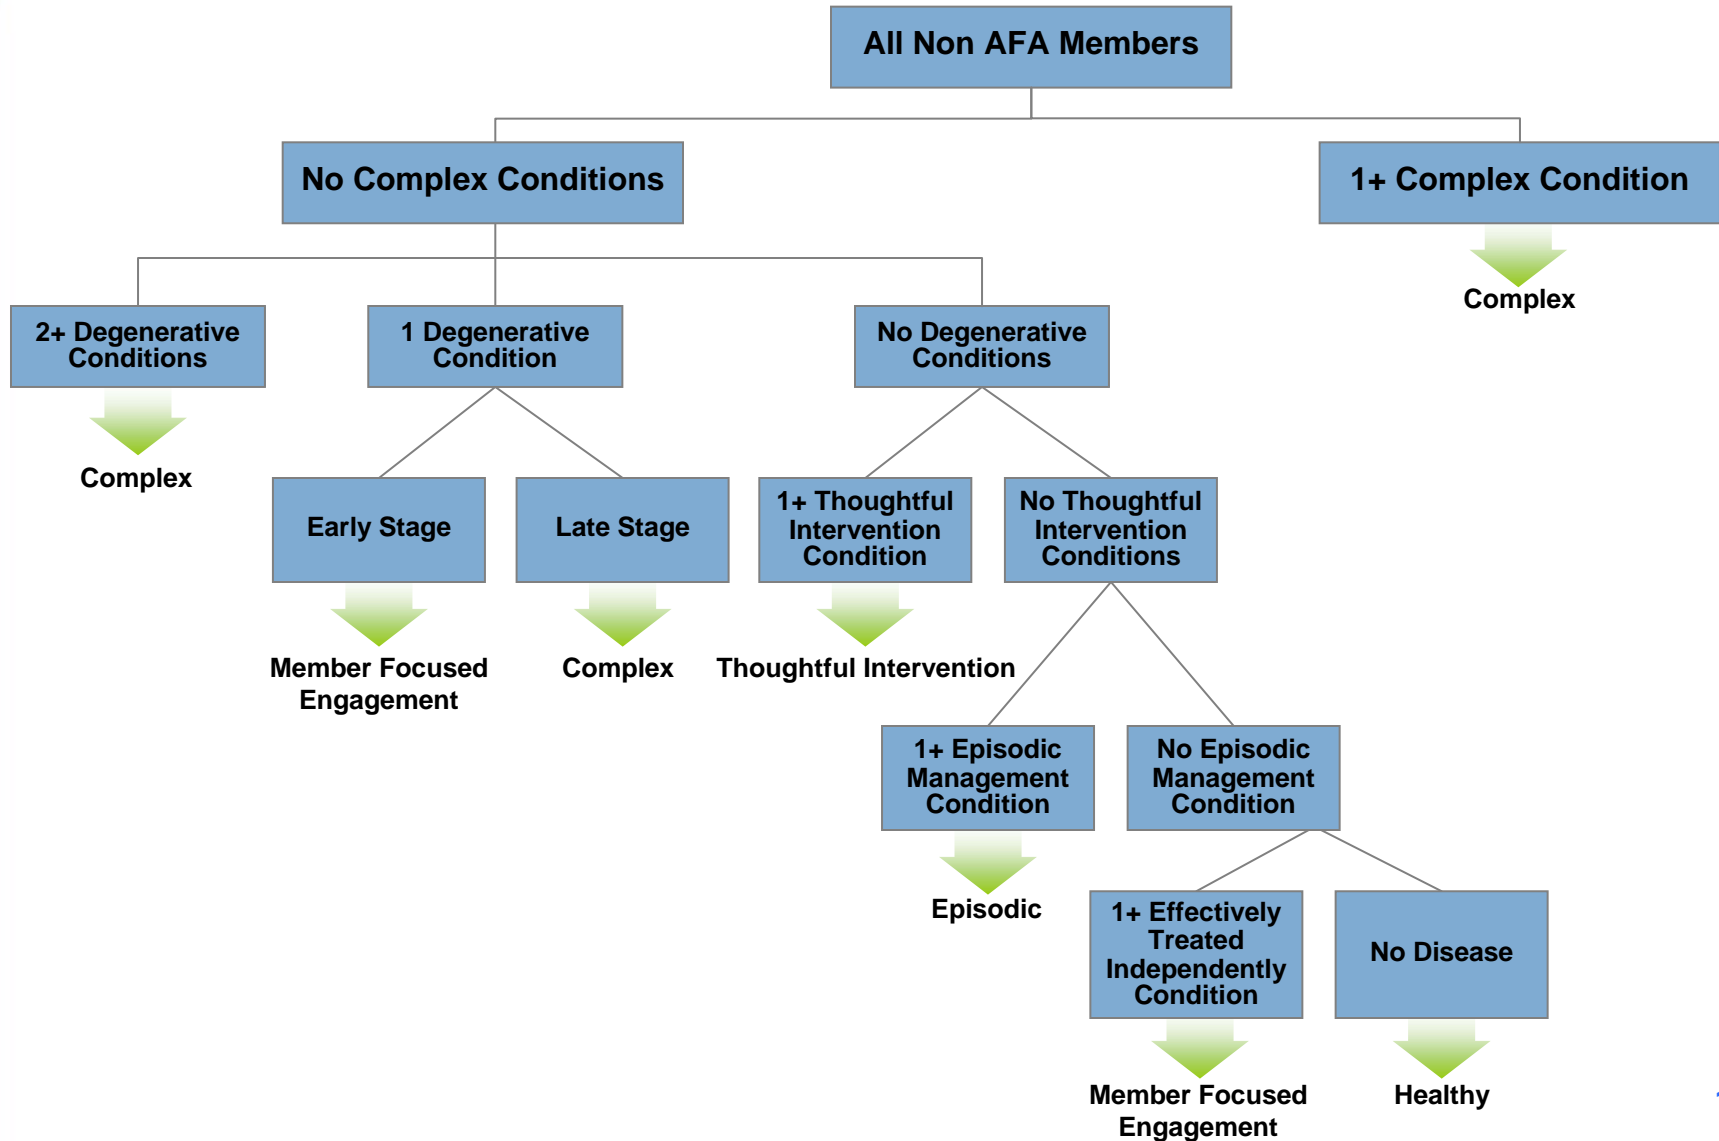 All Non AFA Members
No Complex Conditions
1+ Complex Condition
Complex
2+ Degenerative
Conditions
1 Degenerative
Condition
No Degenerative
Conditions
Complex
Early Stage
Late Stage
1+ Thoughtful
Intervention
Condition
No Thoughtful
Intervention
Conditions
Member Focused
Engagement
Complex
Thoughtful Intervention
1+ Episodic
Management
Condition
No Episodic
Management
Condition
Episodic
1+ Effectively
Treated
Independently
Condition
No Disease
Member Focused
Engagement
Healthy